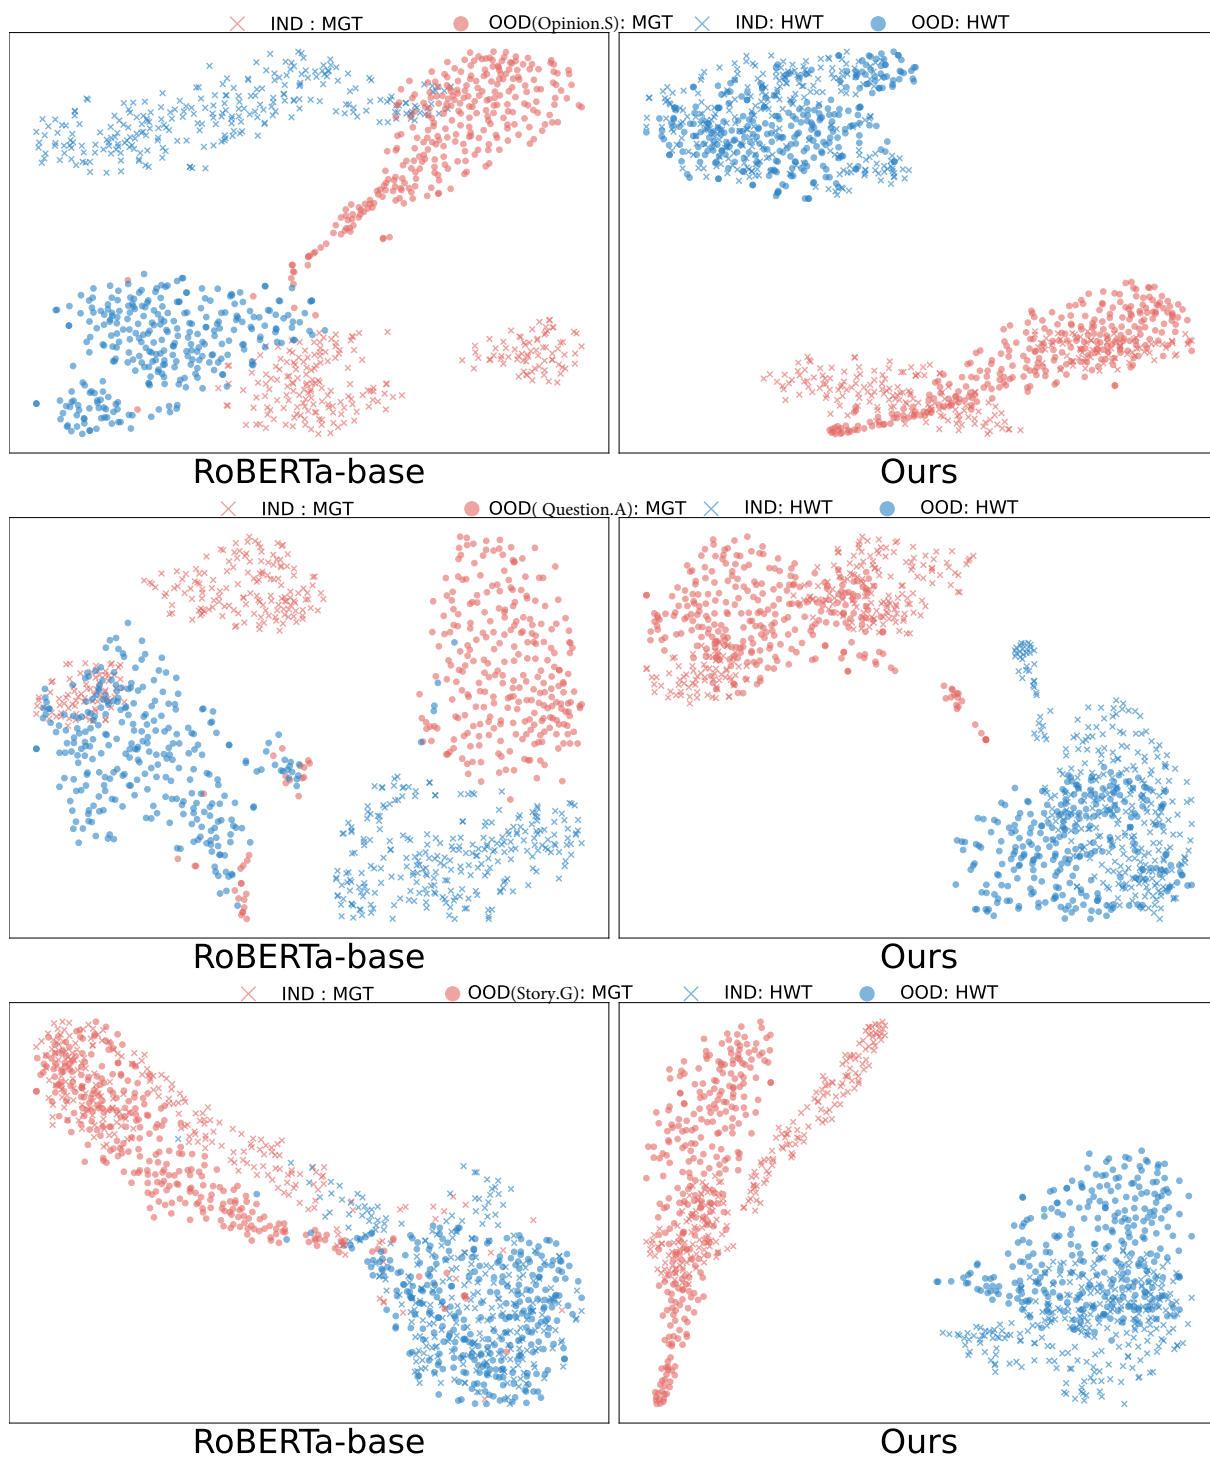 IND : MGT OOD(Opinion.S): MGT IND: HWT OOD: HWT
RoBERTa-base Ours
IND : MGT OOD( Question.A): MGT IND: HWT OOD: HWT
RoBERTa-base Ours
IND : MGT OOD(Story.G): MGT IND: HWT OOD: HWT
RoBERTa-base Ours